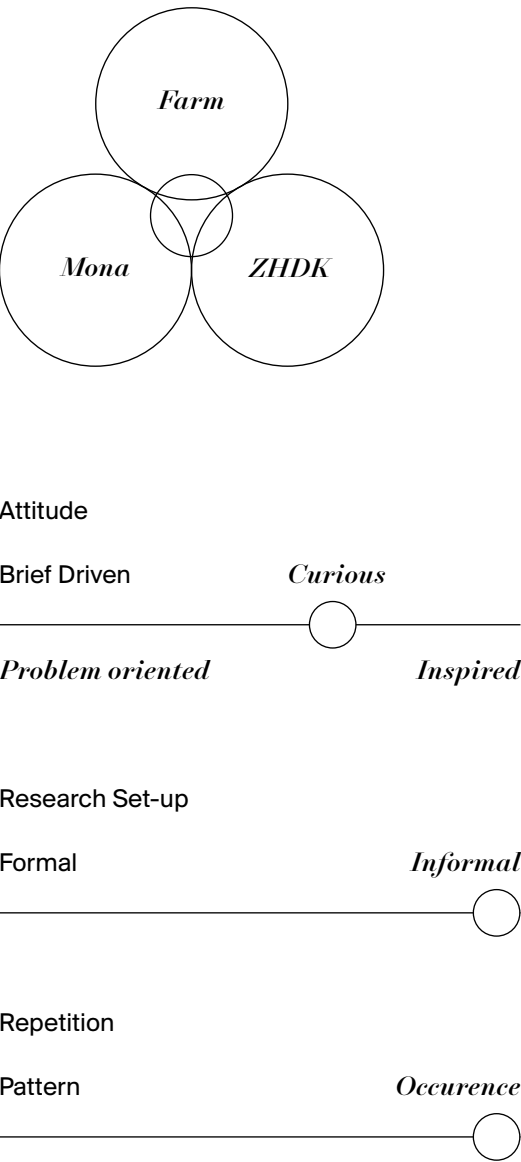 Farm
Mona ZHDK
Attitude
Brief Driven Curious
Problem oriented Inspired
Research Set-up
Formal Informal
Repetition
Pattern Occurence